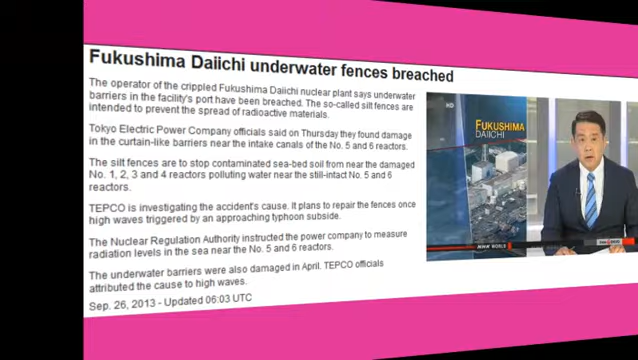 Fukushima Daiichi underwater fences breached
The operator of the crippled Fukushima Daiichi nuclear plant says underwater
barriers in the facility's port have been breached. The so-called silt fences are
intended to prevent the spread of radioactive materials.
Tokyo Electric Power Company officials said on Thursday they found damage
in the curtain-like barriers near the intake canals of the No. 5 and 6 reactors.
The silt fences are to stop contaminated sea-bed soil from near the damaged
No. 1, 2, 3 and 4 reactors polluting water near the still-intact No. 5 and 6
reactors.
TEPCO is investigating the accident's cause. It plans to repair the fences once
high waves triggered by an approaching typhoon subside.
The Nuclear Regulation Authority instructed the power company to measure
radiation levels in the sea near the No. 5 and 6 reactors.
The underwater barriers were also damaged in April. TEPCO officials
attributed the cause to high waves.
Sep. 26, 2013 - Updated 06:03 UTC
HD
FUKUSHIMA
DAIICHI
NHK WORLD